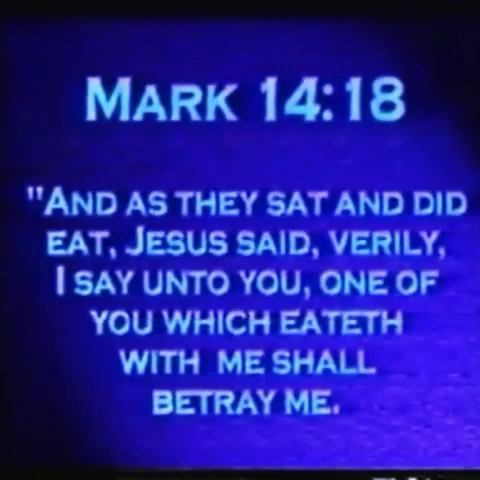 MARK 14:18
"AND AS THEY SAT AND DID
EAT, JESUS SAID, VERILY,
I SAY UNTO YOU, ONE OF
YOU WHICH EATETH
WITH ME SHALL
BETRAY ME.